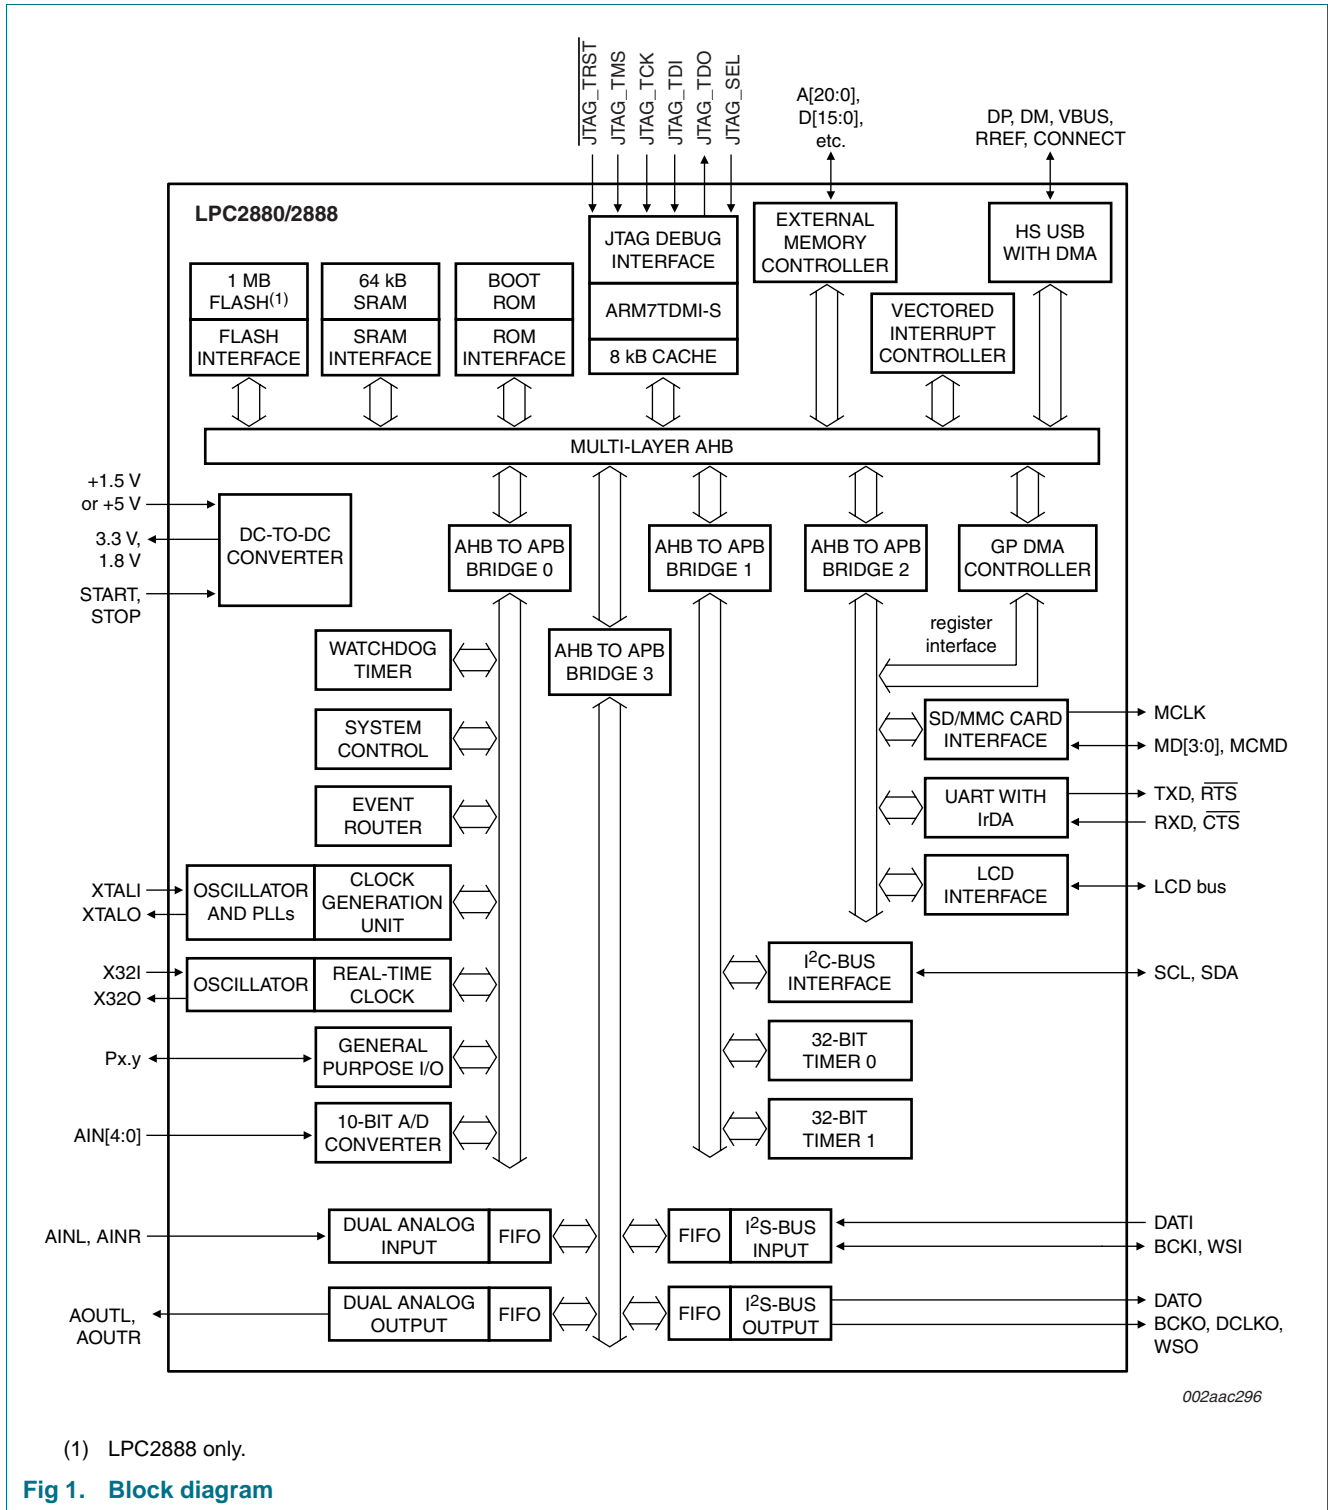 JTAG_TRST
JTAG_TMS
JTAG_TCK
JTAG_TDI
JTAG_TDO
JTAG_SEL
A[20:0],
D[15:0],
etc.
DP, DM, VBUS,
RREF, CONNECT
LPC2880/2888
1 MB
FLASH(1)
FLASH
INTERFACE
64 kB
SRAM
SRAM
INTERFACE
BOOT
ROM
ROM
INTERFACE
JTAG DEBUG
INTERFACE
ARM7TDMI-S
8 kB CACHE
EXTERNAL
MEMORY
CONTROLLER
VECTORED
INTERRUPT
CONTROLLER
HS USB
WITH DMA
MULTI-LAYER AHB
+1.5 V
or +5 V
3.3 V,
1.8 V
START,
STOP
DC-TO-DC
CONVERTER
AHB TO APB
BRIDGE 0
AHB TO APB
BRIDGE 1
AHB TO APB
BRIDGE 2
GP DMA
CONTROLLER
register
interface
AHB TO APB
BRIDGE 3
WATCHDOG
TIMER
SYSTEM
CONTROL
EVENT
ROUTER
XTALI
XTALO
OSCILLATOR
AND PLLs
CLOCK
GENERATION
UNIT
X32I
X32O
OSCILLATOR
REAL-TIME
CLOCK
Px.y
GENERAL
PURPOSE I/O
AIN[4:0]
10-BIT A/D
CONVERTER
SD/MMC CARD
INTERFACE
MCLK
MD[3:0], MCMD
UART WITH
IrDA
TXD, RTS
RXD, CTS
LCD
INTERFACE
LCD bus
I2C-BUS
INTERFACE
SCL, SDA
32-BIT
TIMER 0
32-BIT
TIMER 1
AINL, AINR
DUAL ANALOG
INPUT
FIFO
FIFO
I2S-BUS
INPUT
DATI
BCKI, WSI
AOUTL,
AOUTR
DUAL ANALOG
OUTPUT
FIFO
FIFO
I2S-BUS
OUTPUT
DATO
BCKO, DCLKO,
WSO
002aac296
(1) LPC2888 only.
Fig 1. Block diagram